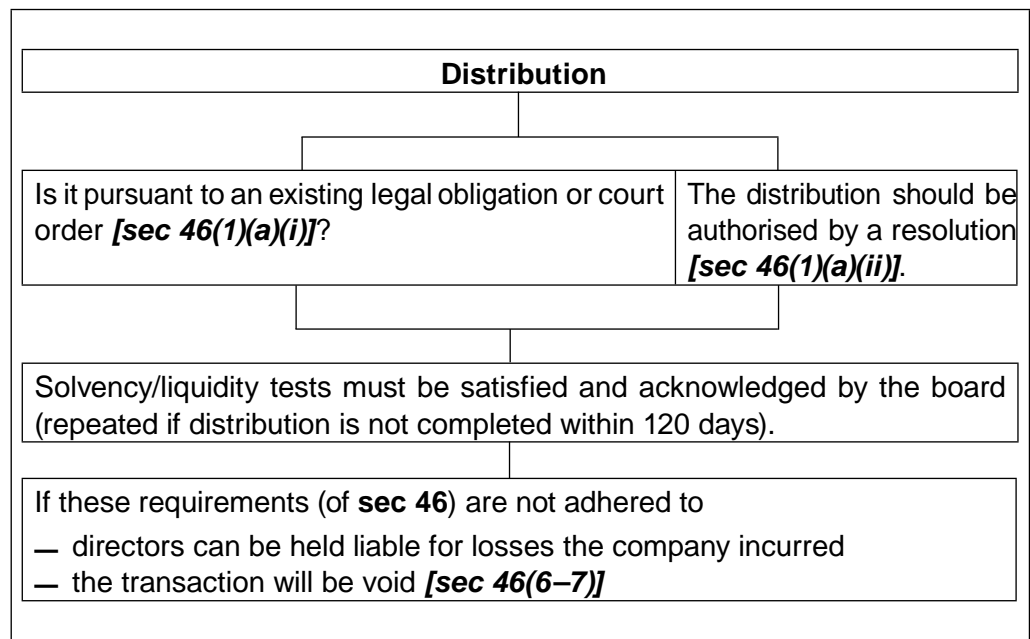 Distribution
Is it pursuant to an existing legal obligation or court
order [sec 46(1)(a)(i)]?
The distribution should be
authorised by a resolution
[sec 46(1)(a)(ii)].
Solvency/liquidity tests must be satisfied and acknowledged by the board
(repeated if distribution is not completed within 120 days).
If these requirements (of sec 46) are not adhered to
— directors can be held liable for losses the company incurred
— the transaction will be void [sec 46(6–7)]